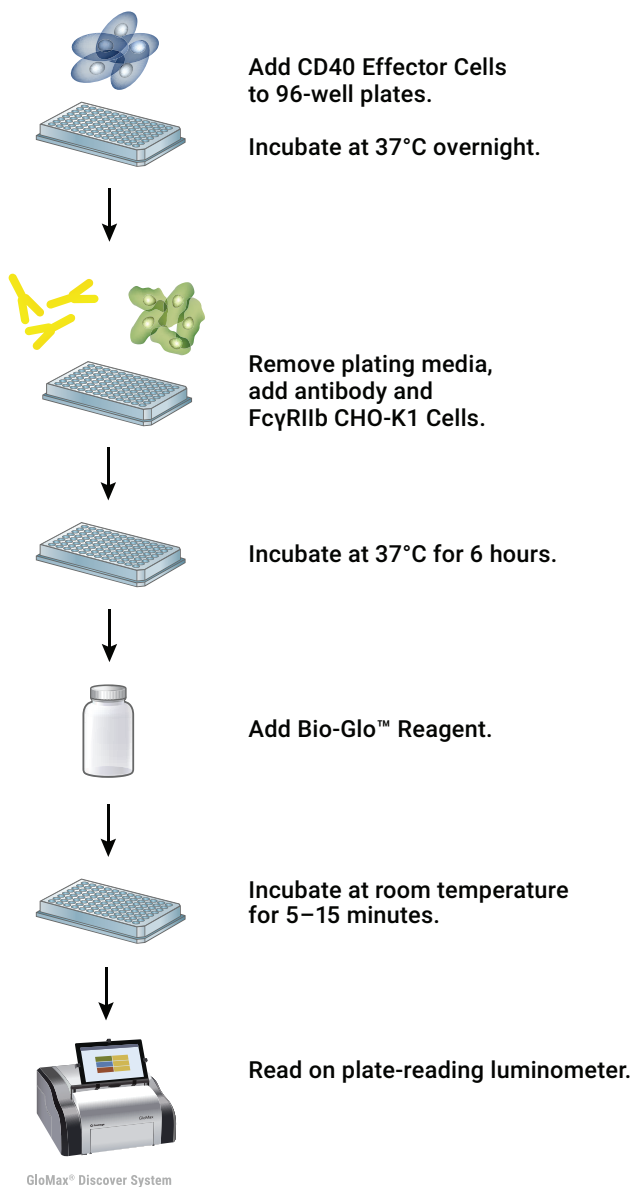 Add CD40 Effector Cells
to 96-well plates.
Incubate at 37°C overnight.
Remove plating media,
add antibody and
FcγRIIb CHO-K1 Cells.
Incubate at 37°C for 6 hours.
Add Bio-Glo™ Reagent.
Incubate at room temperature
for 5–15 minutes.
Read on plate-reading luminometer.
GloMax
GloMax® Discover System